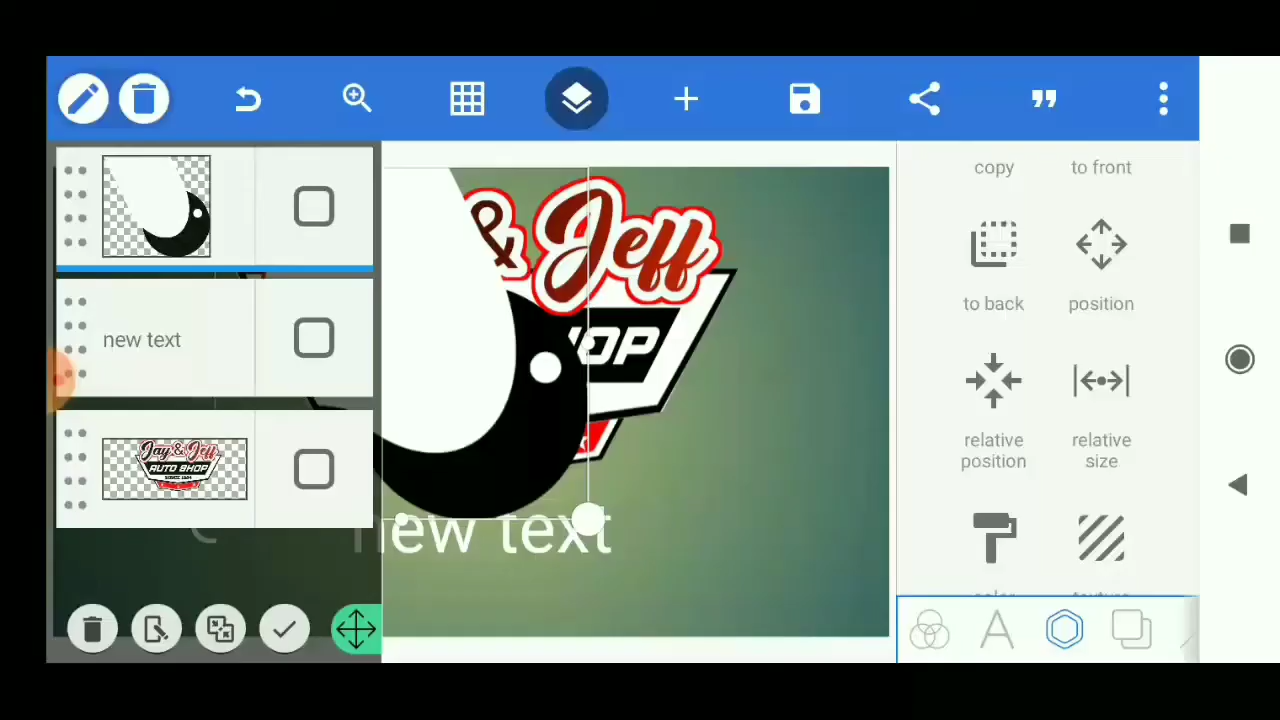 copy
to front
to back
position
relative
position
relative
size
new text
Jay & Jeff
AUTO SHOP
& Jeff
OP
new text